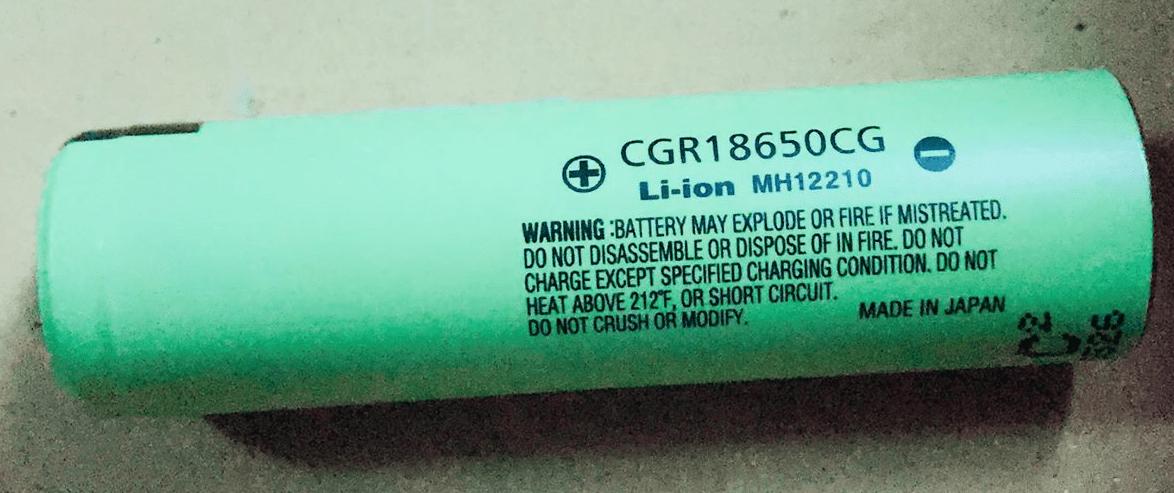 CGR18650CG
Li-ion MH12210
WARNING :BATTERY MAY EXPLODE OR FIRE IF MISTREATED.
DO NOT DISASSEMBLE OR DISPOSE OF IN FIRE. DO NOT
CHARGE EXCEPT SPECIFIED CHARGING CONDITION. DO NOT
HEAT ABOVE 212°F, OR SHORT CIRCUIT.
DO NOT CRUSH OR MODIFY.
MADE IN JAPAN